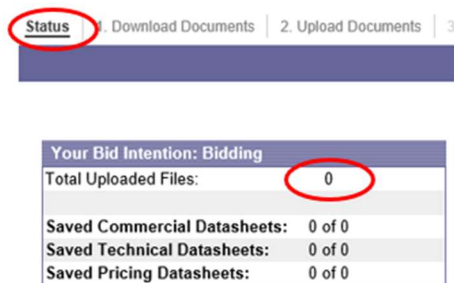 Status | 1. Download Documents | 2. Upload Documents | 3
Your Bid Intention: Bidding
Total Uploaded Files: 0
Saved Commercial Datasheets: 0 of 0
Saved Technical Datasheets: 0 of 0
Saved Pricing Datasheets: 0 of 0